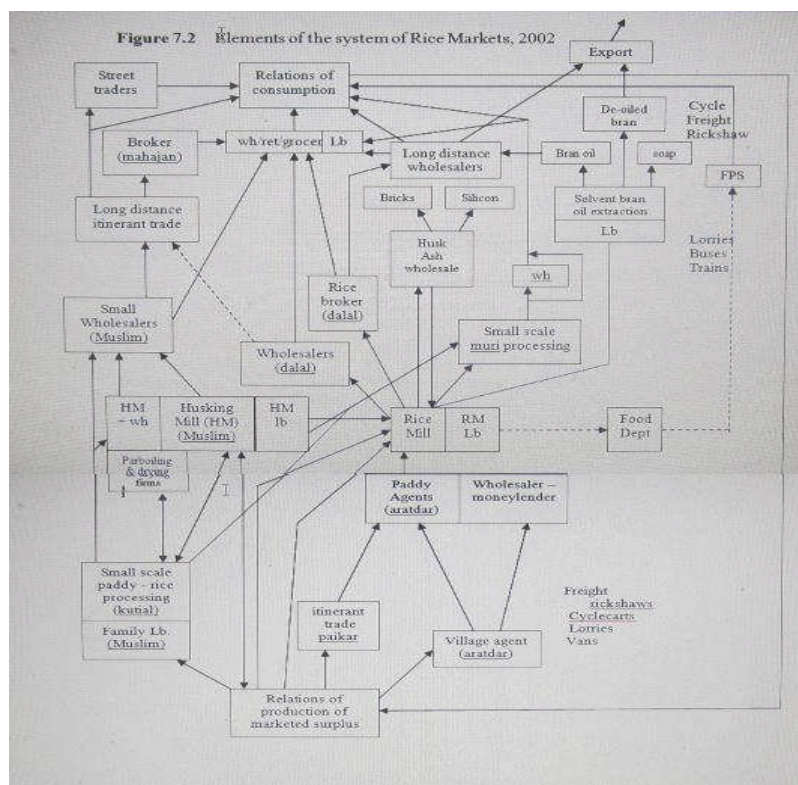 Figure 7.2 Elements of the system of Rice Markets, 2002
Export
Street
traders
Relations of
consumption
De-oiled
bran
Cycle
Freight
Rickshaw
Broker
(mahajan)
wh/ret/grocer
Lb
Long distance
wholesalers
Bran oil
soap
FPS
Long distance
itinerant trade
Bricks
Silicon
Solvent bran
oil extraction
Lb
Husk
Ash
wholesale
Lorries
Buses
Trains
wh
Rice
broker
(dalal)
Small
Wholesalers
(Muslim)
Small scale
muri processing
Wholesalers
(dalal)
HM
- wh
Husking
Mill (HM)
(Muslim)
HM
lb
Rice
Mill
RM
Lb
Food
Dept
Parboiling
& drying
firms
Paddy
Agents
(aratdar)
Wholesaler –
moneylender
Small scale
paddy - rice
processing
(kutial)
Family Lb.
(Muslim)
itinerant
trade
paikar
Village agent
(aratdar)
Freight
rickshaws
Cyclecarts
Lorries
Vans
Relations of
production of
marketed surplus